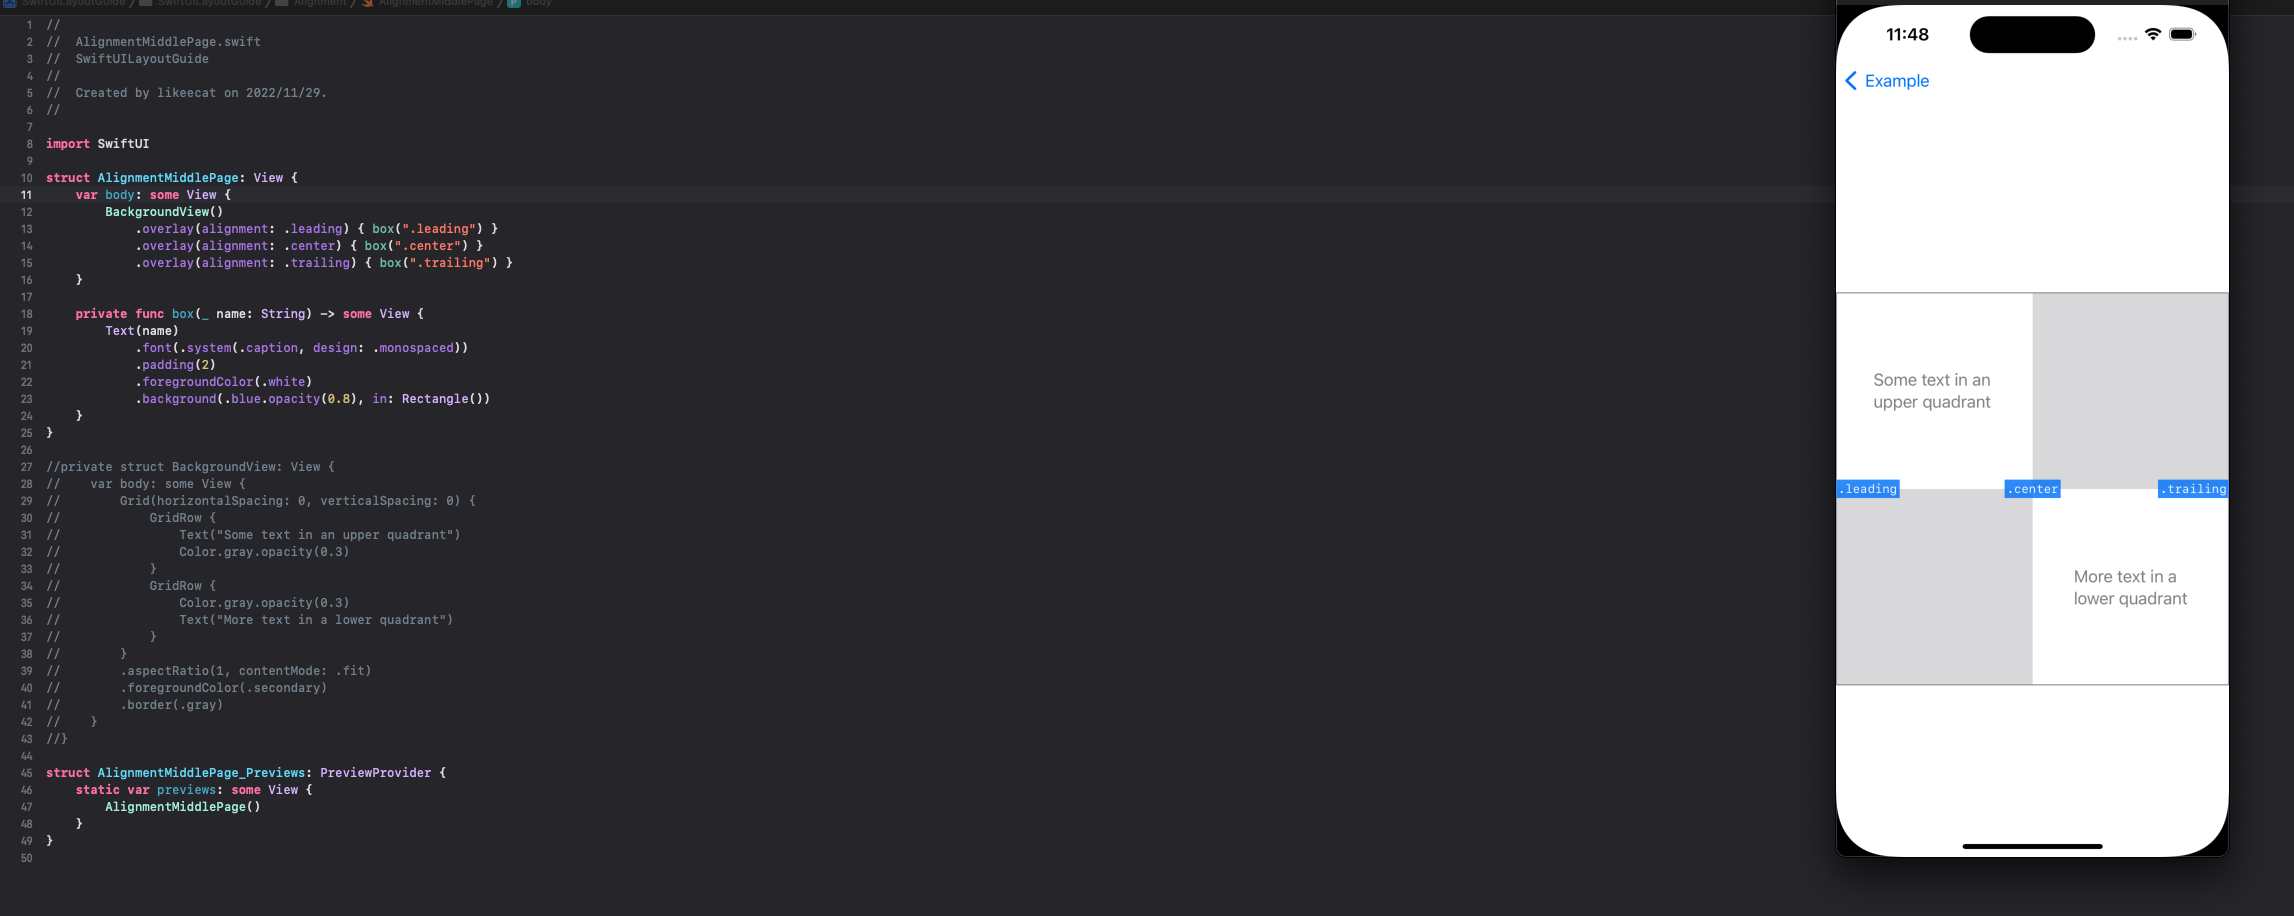 SwiftUILayoutGuide / SwiftUILayoutGuide / Alignment / AlignmentMiddlePage / P body
1 //
2 //  AlignmentMiddlePage.swift
3 //  SwiftUILayoutGuide
4 //
5 //  Created by likeecat on 2022/11/29.
6 //
7
8 import SwiftUI
9
10 struct AlignmentMiddlePage: View {
11     var body: some View {
12         BackgroundView()
13             .overlay(alignment: .leading) { box(".leading") }
14             .overlay(alignment: .center) { box(".center") }
15             .overlay(alignment: .trailing) { box(".trailing") }
16     }
17
18     private func box(_ name: String) -> some View {
19         Text(name)
20             .font(.system(.caption, design: .monospaced))
21             .padding(2)
22             .foregroundColor(.white)
23             .background(.blue.opacity(0.8), in: Rectangle())
24     }
25 }
26
27 //private struct BackgroundView: View {
28 //    var body: some View {
29 //        Grid(horizontalSpacing: 0, verticalSpacing: 0) {
30 //            GridRow {
31 //                Text("Some text in an upper quadrant")
32 //                Color.gray.opacity(0.3)
33 //            }
34 //            GridRow {
35 //                Color.gray.opacity(0.3)
36 //                Text("More text in a lower quadrant")
37 //            }
38 //        }
39 //        .aspectRatio(1, contentMode: .fit)
40 //        .foregroundColor(.secondary)
41 //        .border(.gray)
42 //    }
43 //}
44
45 struct AlignmentMiddlePage_Previews: PreviewProvider {
46     static var previews: some View {
47         AlignmentMiddlePage()
48     }
49 }
50
11:48
Example
Some text in an
upper quadrant
.leading .center .trailing
More text in a
lower quadrant